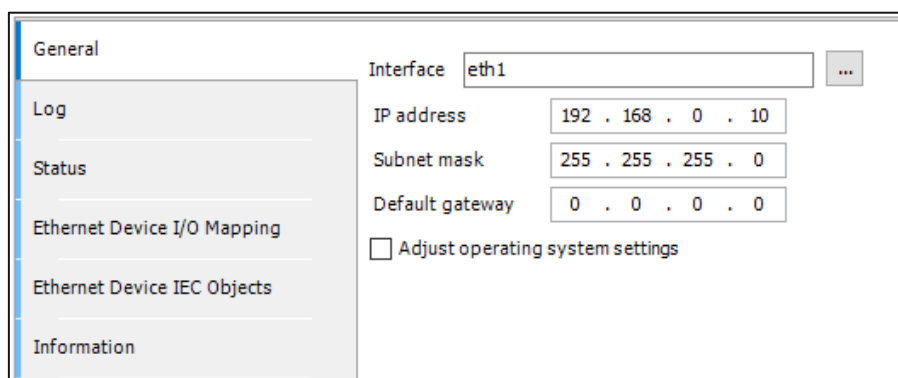 General
Log
Status
Ethernet Device I/O Mapping
Ethernet Device IEC Objects
Information
Interface eth1 ...
IP address 192 . 168 . 0 . 10
Subnet mask 255 . 255 . 255 . 0
Default gateway 0 . 0 . 0 . 0
Adjust operating system settings